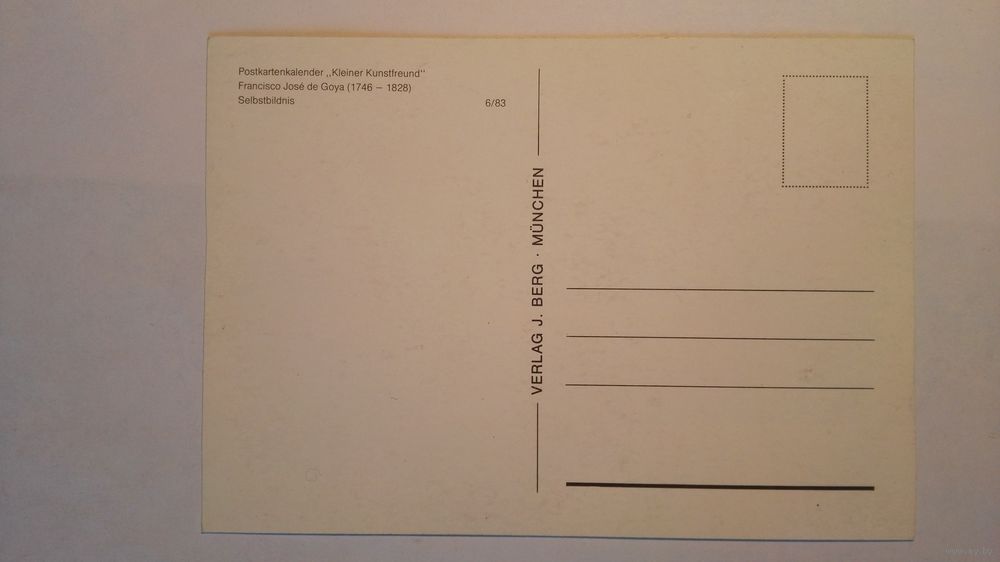 Postkartenkalender ,,Kleiner Kunstfreund''
Francisco José de Goya (1746 – 1828)
Selbstbildnis
6/83
VERLAG J. BERG · MÜNCHEN